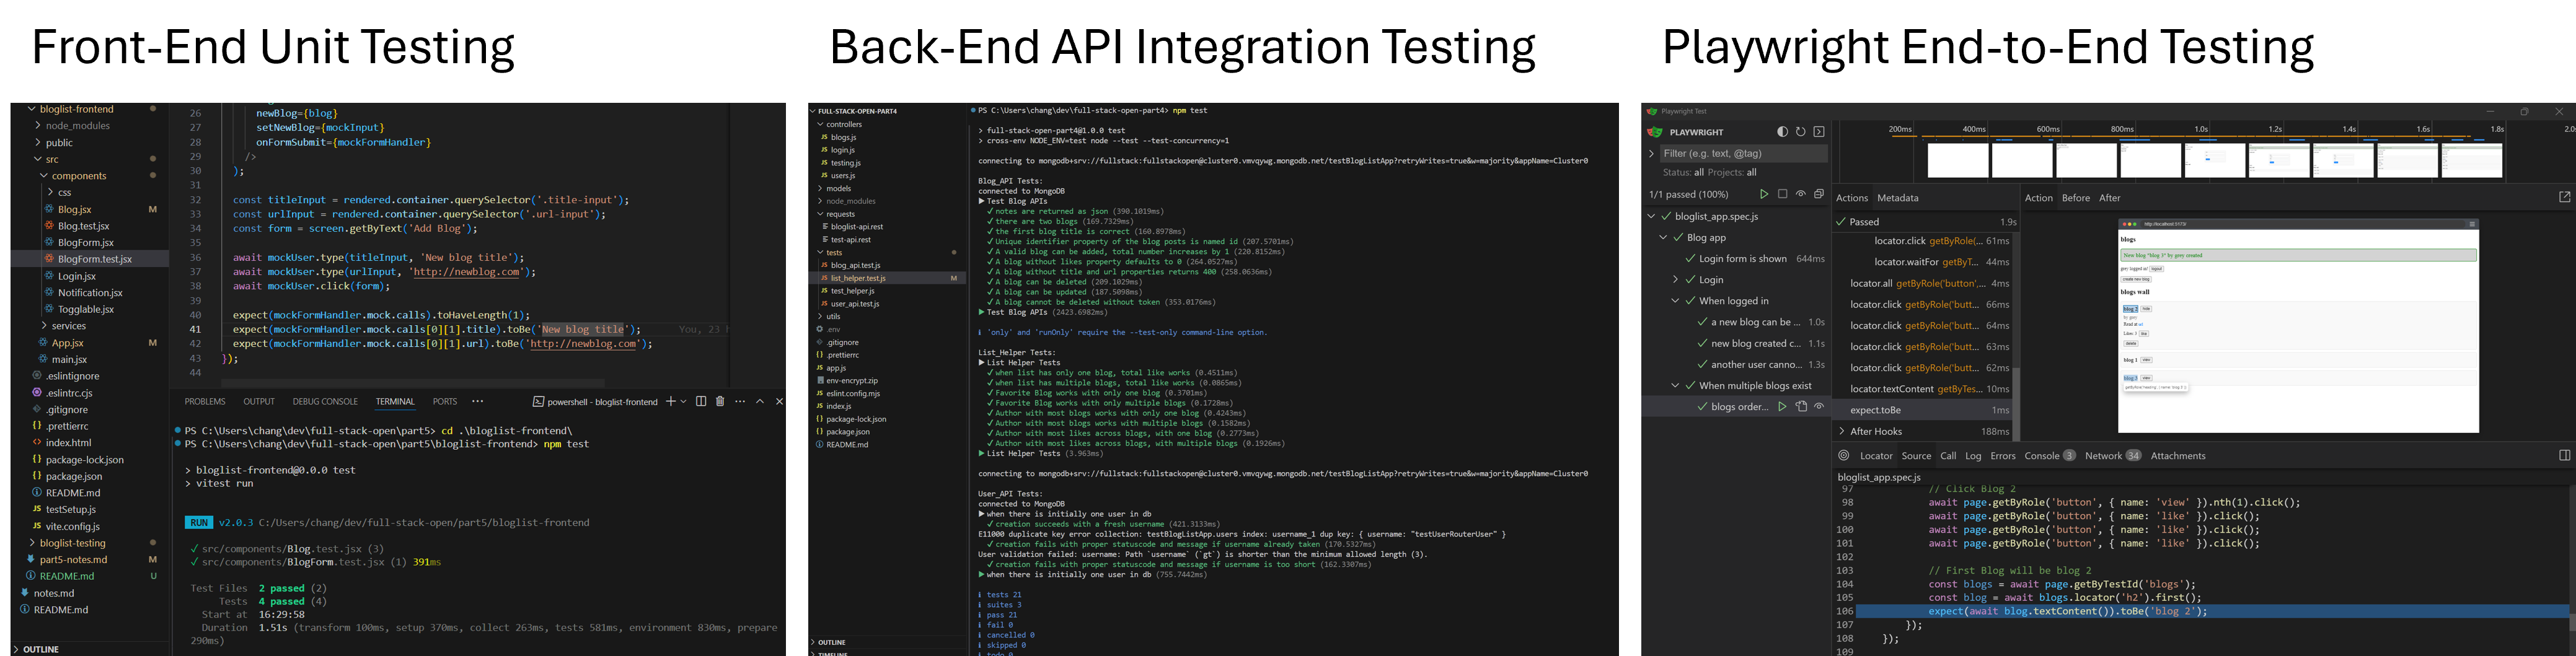 Front-End Unit Testing
bloglist-frontend
node_modules
public
src
components
css
Blog.jsx M
Blog.test.jsx
BlogForm.jsx
BlogForm.test.jsx
Login.jsx
Notification.jsx
Togglable.jsx
services
App.jsx M
main.jsx
.eslintignore
.eslintrc.cjs
.gitignore
.prettierrc
index.html
package-lock.json
package.json
README.md
testSetup.js
vite.config.js
bloglist-testing
part5-notes.md M
README.md U
notes.md
README.md
OUTLINE
26 newBlog={blog}
27 setNewBlog={mockInput}
28 onFormSubmit={mockFormHandler}
29 />
30 );
31
32 const titleInput = rendered.container.querySelector('.title-input');
33 const urlInput = rendered.container.querySelector('.url-input');
34 const form = screen.getByText('Add Blog');
35
36 await mockUser.type(titleInput, 'New blog title');
37 await mockUser.type(urlInput, 'http://newblog.com');
38 await mockUser.click(form);
39
40 expect(mockFormHandler.mock.calls).toHaveLength(1);
41 expect(mockFormHandler.mock.calls[0][1].title).toBe('New blog title'); You, 23
42 expect(mockFormHandler.mock.calls[0][1].url).toBe('http://newblog.com');
43 });
44
PROBLEMS OUTPUT DEBUG CONSOLE TERMINAL PORTS ··· powershell - bloglist-frontend
PS C:\Users\chang\dev\full-stack-open\part5> cd .\bloglist-frontend\
PS C:\Users\chang\dev\full-stack-open\part5\bloglist-frontend> npm test
> bloglist-frontend@0.0.0 test
> vitest run
RUN v2.0.3 C:/Users/chang/dev/full-stack-open/part5/bloglist-frontend
✓ src/components/Blog.test.jsx (3)
✓ src/components/BlogForm.test.jsx (1) 391ms
Test Files 2 passed (2)
Tests 4 passed (4)
Start at 16:29:58
Duration 1.51s (transform 100ms, setup 370ms, collect 263ms, tests 581ms, environment 830ms, prepare
290ms)
Back-End API Integration Testing
FULL-STACK-OPEN-PART4
controllers
blogs.js
login.js
testing.js
users.js
models
node_modules
requests
bloglist-api.rest
test-api.rest
tests
blog_api.test.js
list_helper.test.js M
test_helper.js
user_api.test.js
utils
.env
.gitignore
.prettierrc
app.js
env-encrypt.zip
eslint.config.mjs
index.js
package-lock.json
package.json
README.md
OUTLINE
TIMELINE
PS C:\Users\chang\dev\full-stack-open-part4> npm test
> full-stack-open-part4@1.0.0 test
> cross-env NODE_ENV=test node --test --test-concurrency=1
connecting to mongodb+srv://fullstack:fullstackopen@cluster0.vmvqywg.mongodb.net/testBlogListApp?retryWrites=true&w=majority&appName=Cluster0
Blog_API Tests:
connected to MongoDB
▶ Test Blog APIs
✓ notes are returned as json (390.1019ms)
✓ there are two blogs (169.7329ms)
✓ the first blog title is correct (160.8978ms)
✓ Unique identifier property of the blog posts is named id (207.5701ms)
✓ A valid blog can be added, total number increases by 1 (220.8152ms)
✓ A blog without likes property defaults to 0 (264.0527ms)
✓ A blog without title and url properties returns 400 (258.0636ms)
✓ A blog can be deleted (209.1029ms)
✓ A blog can be updated (187.5098ms)
✓ A blog cannot be deleted without token (353.0176ms)
▶ Test Blog APIs (2423.6982ms)
ℹ 'only' and 'runOnly' require the --test-only command-line option.
List_Helper Tests:
▶ List Helper Tests
✓ when list has only one blog, total like works (0.4511ms)
✓ when list has multiple blogs, total like works (0.0865ms)
✓ Favorite Blog works with only one blog (0.3701ms)
✓ Favorite Blog works with only multiple blogs (0.1728ms)
✓ Author with most blogs works with only one blog (0.4243ms)
✓ Author with most blogs works with multiple blogs (0.1582ms)
✓ Author with most likes across blogs, with one blog (0.2773ms)
✓ Author with most likes across blogs, with multiple blogs (0.1926ms)
▶ List Helper Tests (3.963ms)
connecting to mongodb+srv://fullstack:fullstackopen@cluster0.vmvqywg.mongodb.net/testBlogListApp?retryWrites=true&w=majority&appName=Cluster0
User_API Tests:
connected to MongoDB
▶ when there is initially one user in db
✓ creation succeeds with a fresh username (421.3133ms)
E11000 duplicate key error collection: testBlogListApp.users index: username_1 dup key: { username: "testUserRouterUser" }
✓ creation fails with proper statuscode and message if username already taken (170.5327ms)
User validation failed: username: Path `username` (`gt`) is shorter than the minimum allowed length (3).
✓ creation fails with proper statuscode and message if username is too short (162.3307ms)
▶ when there is initially one user in db (755.7442ms)
ℹ tests 21
ℹ suites 3
ℹ pass 21
ℹ fail 0
ℹ cancelled 0
ℹ skipped 0
ℹ todo 0
Playwright End-to-End Testing
Playwright Test
PLAYWRIGHT
Filter (e.g. text, @tag)
Status: all Projects: all
1/1 passed (100%)
bloglist_app.spec.js
Blog app
Login form is shown 644ms
Login
When logged in
a new blog can be ... 1.0s
new blog created c... 1.1s
another user canno... 1.3s
When multiple blogs exist
blogs order...
200ms 400ms 600ms 800ms 1.0s 1.2s 1.4s 1.6s 1.8s 2.0
Actions Metadata
Passed 1.9s
locator.click getByRole(... 61ms
locator.waitFor getByT... 44ms
locator.all getByRole('button',... 4ms
locator.click getByRole('butt... 66ms
locator.click getByRole('butt... 64ms
locator.click getByRole('butt... 63ms
locator.click getByRole('butt... 62ms
locator.textContent getByTes... 10ms
expect.toBe 1ms
After Hooks 188ms
Action Before After
http://localhost:5173/
blogs
New blog "blog 3" by grey created
grey logged in! logout
create new blog
blogs wall
blog 2 hide
by grey
Read at url
Likes: 3 like
delete
blog 1 view
blog 3 view
Locator Source Call Log Errors Console 3 Network 34 Attachments
bloglist_app.spec.js
97 // Click Blog 2
98 await page.getByRole('button', { name: 'view' }).nth(1).click();
99 await page.getByRole('button', { name: 'like' }).click();
100 await page.getByRole('button', { name: 'like' }).click();
101 await page.getByRole('button', { name: 'like' }).click();
102
103 // First Blog will be blog 2
104 const blogs = await page.getByTestId('blogs');
105 const blog = await blogs.locator('h2').first();
106 expect(await blog.textContent()).toBe('blog 2');
107 });
108 });
109